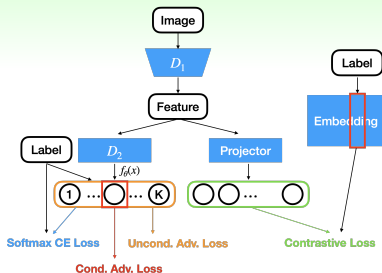 Image
D₁
Label
Feature
Embedding
Label
D₂
Projector
fθ(x)
1 ... ... K
...
Softmax CE Loss
Uncond. Adv. Loss
Contrastive Loss
Cond. Adv. Loss